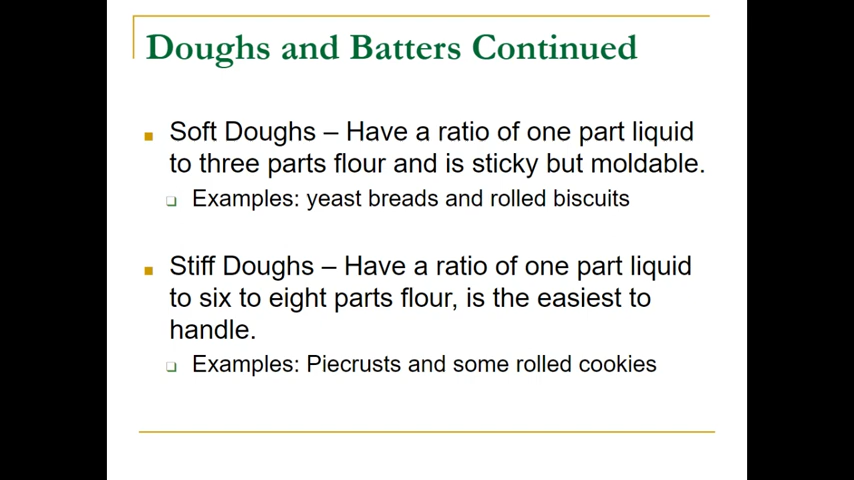 Doughs and Batters Continued
Soft Doughs – Have a ratio of one part liquid
to three parts flour and is sticky but moldable.
Examples: yeast breads and rolled biscuits
Stiff Doughs – Have a ratio of one part liquid
to six to eight parts flour, is the easiest to
handle.
Examples: Piecrusts and some rolled cookies